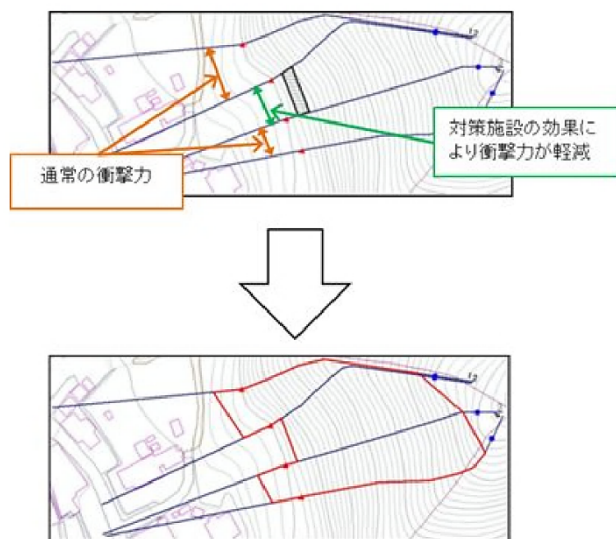 対策施設の効果に
より衝撃力が軽減
通常の衝撃力